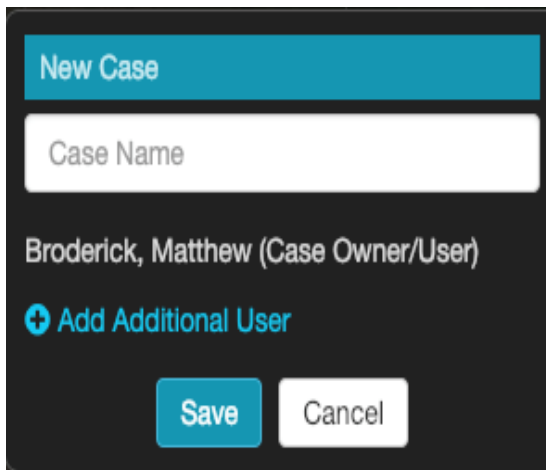 New Case
Case Name
Broderick, Matthew (Case Owner/User)
Add Additional User
Save Cancel